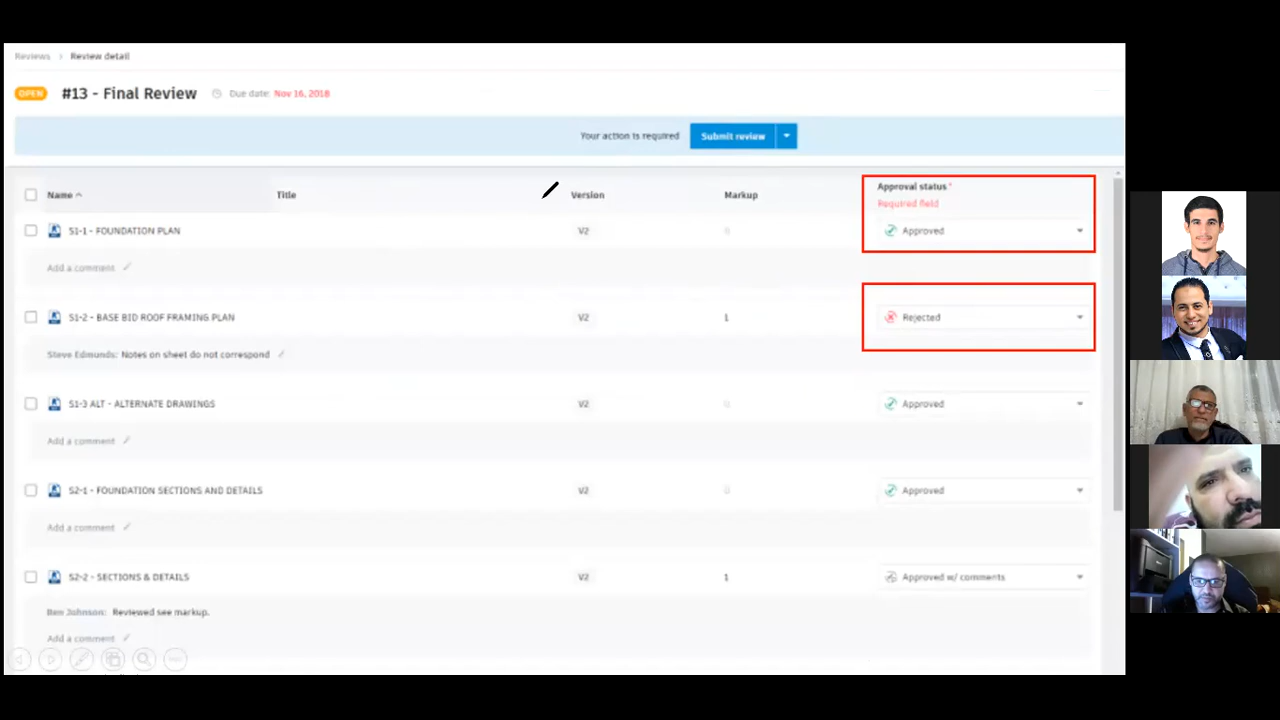 Reviews > Review detail
OPEN #13 - Final Review Due date: Nov 16, 2018
Your action is required Submit review
Name Title Version Markup Approval status *
Required field
S1-1 - FOUNDATION PLAN V2 0 Approved
Add a comment
S1-2 - BASE BID ROOF FRAMING PLAN V2 1 Rejected
Steve Edmunds: Notes on sheet do not correspond
S1-3 ALT - ALTERNATE DRAWINGS V2 0 Approved
Add a comment
S2-1 - FOUNDATION SECTIONS AND DETAILS V2 0 Approved
Add a comment
S2-2 - SECTIONS & DETAILS V2 1 Approved w/ comments
Ben Johnson: Reviewed see markup.
Add a comment